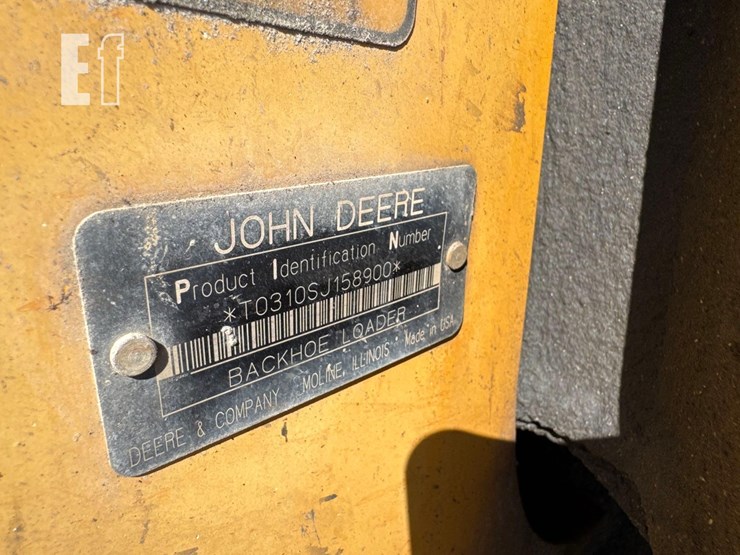 Ef
JOHN DEERE
Product Identification Number
*T0310SJ158900*
BACKHOE LOADER
DEERE & COMPANY MOLINE, ILLINOIS Made in USA